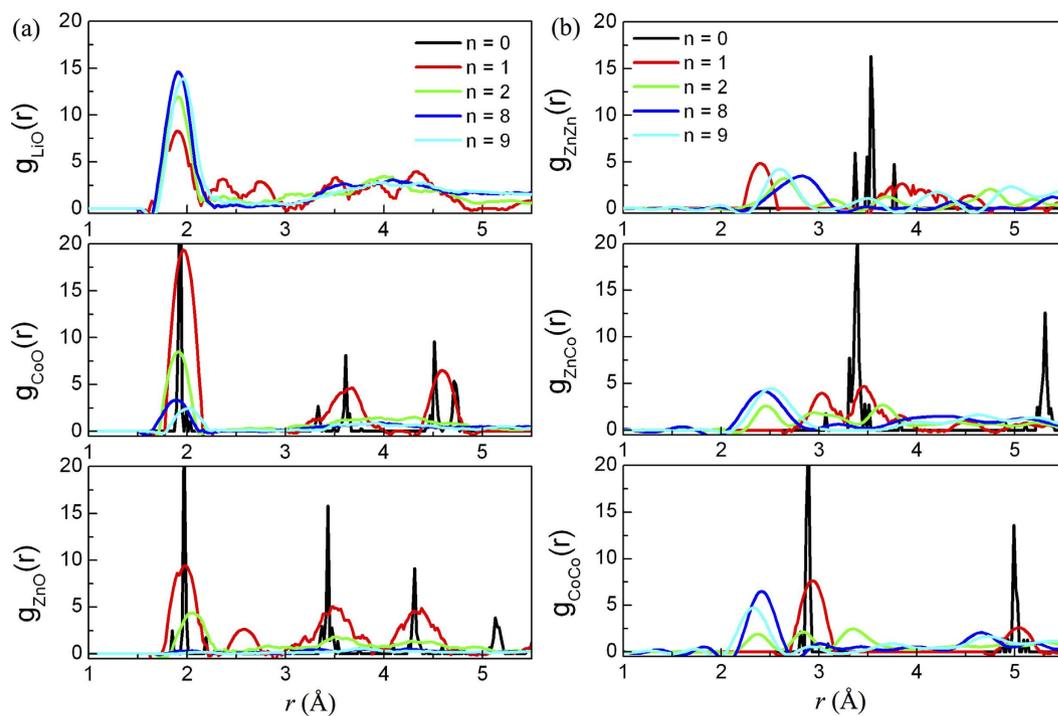 (a)
20
15
10
5
0
g_LiO(r)
n = 0
n = 1
n = 2
n = 8
n = 9
1 2 3 4 5
20
15
10
5
0
g_CoO(r)
1 2 3 4 5
20
15
10
5
0
g_ZnO(r)
1 2 3 4 5
r (Å)
(b)
20
15
10
5
0
g_ZnZn(r)
n = 0
n = 1
n = 2
n = 8
n = 9
1 2 3 4 5
20
15
10
5
0
g_ZnCo(r)
1 2 3 4 5
20
15
10
5
0
g_CoCo(r)
1 2 3 4 5
r (Å)